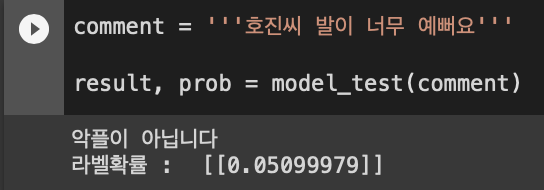 comment = '''호진씨 발이 너무 예뻐요'''
result, prob = model_test(comment)
악플이 아닙니다
라벨확률 :  [[0.05099979]]